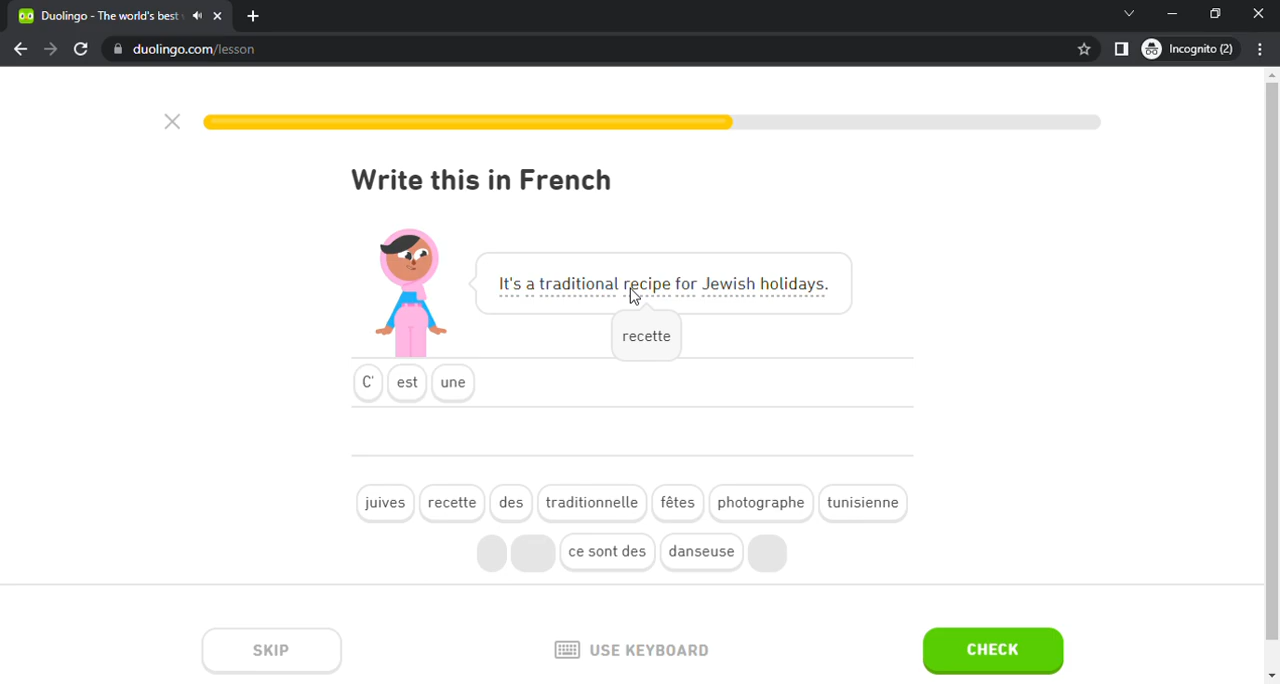 Duolingo - The world's best
duolingo.com/lesson
Incognito (2)
Write this in French
It's a traditional recipe for Jewish holidays.
recette
C' est une
juives recette des traditionnelle fêtes photographe tunisienne
ce sont des danseuse
SKIP
USE KEYBOARD
CHECK